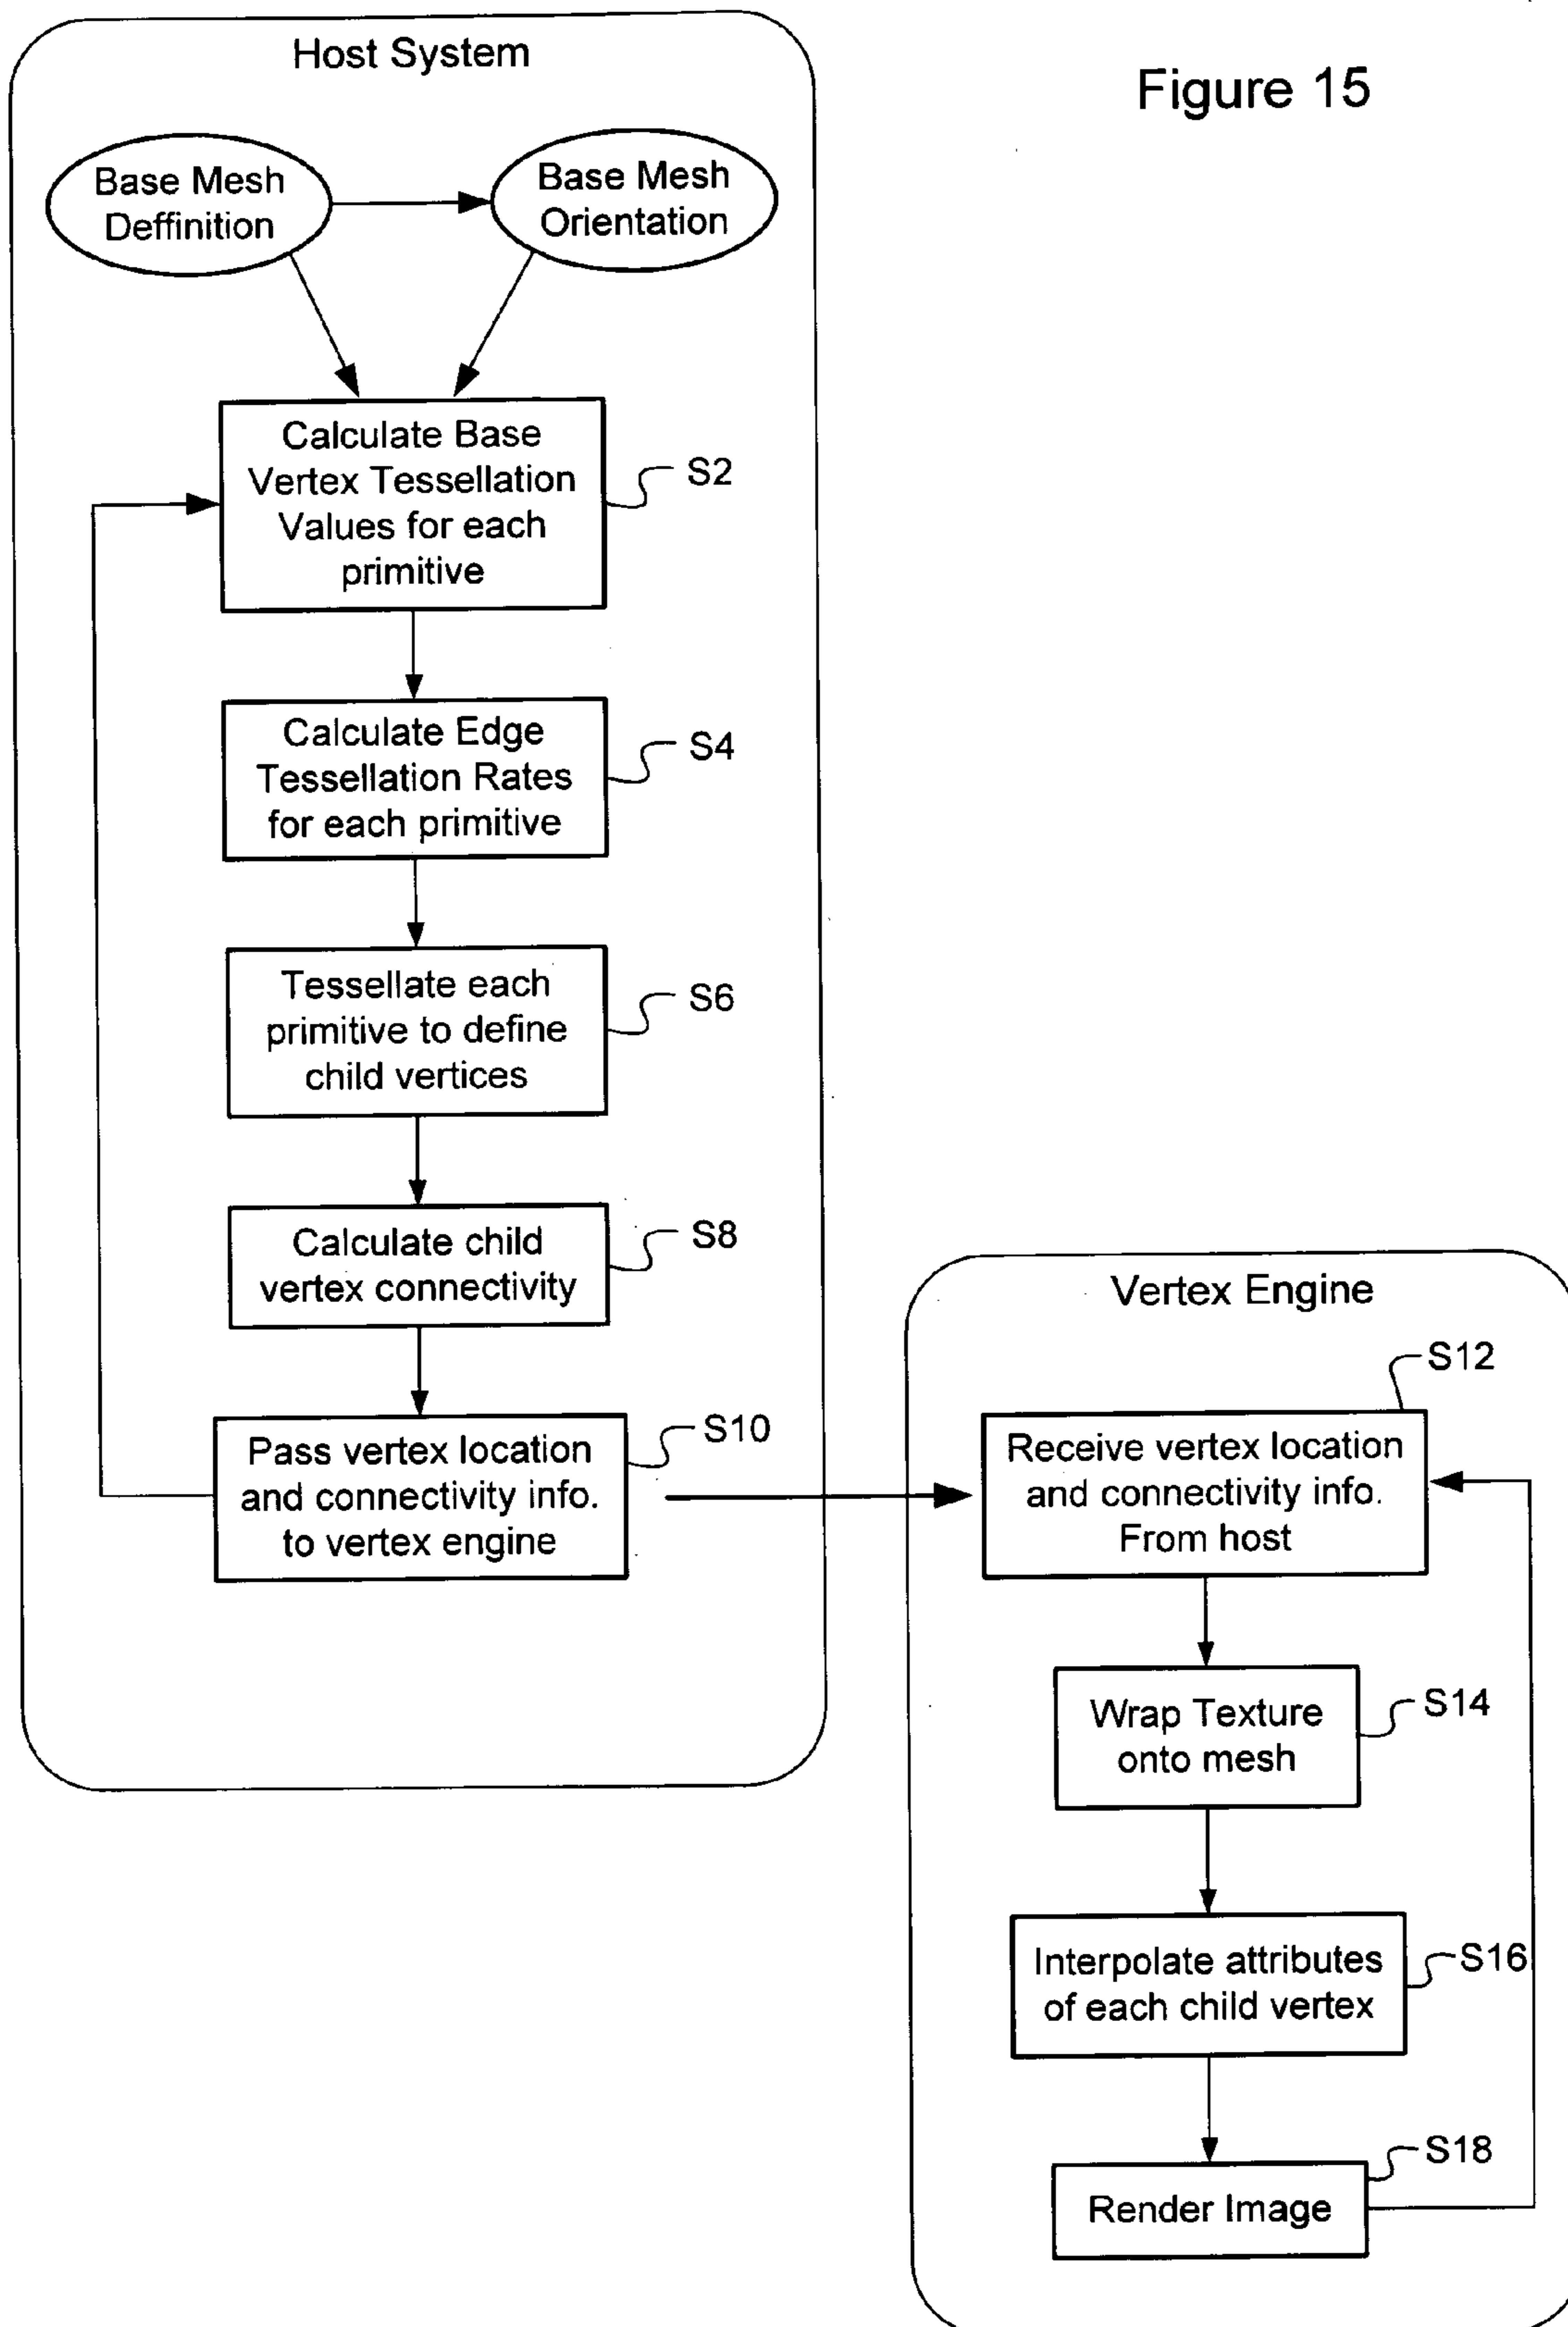 Host System
Figure 15
Base Mesh
Deffinition
Base Mesh
Orientation
Calculate Base
Vertex Tessellation
Values for each
primitive
S2
Calculate Edge
Tessellation Rates
for each primitive
S4
Tessellate each
primitive to define
child vertices
S6
Calculate child
vertex connectivity
S8
Pass vertex location
and connectivity info.
to vertex engine
S10
Vertex Engine
S12
Receive vertex location
and connectivity info.
From host
Wrap Texture
onto mesh
S14
Interpolate attributes
of each child vertex
S16
S18
Render Image